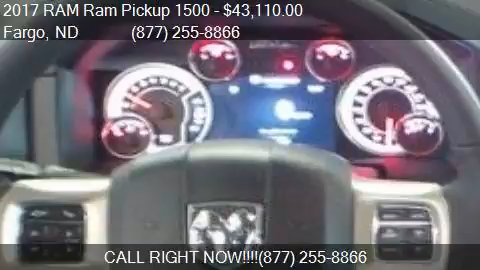 2017 RAM Ram Pickup 1500 - $43,110.00
Fargo, ND (877) 255-8866
CALL RIGHT NOW!!!!(877) 255-8866